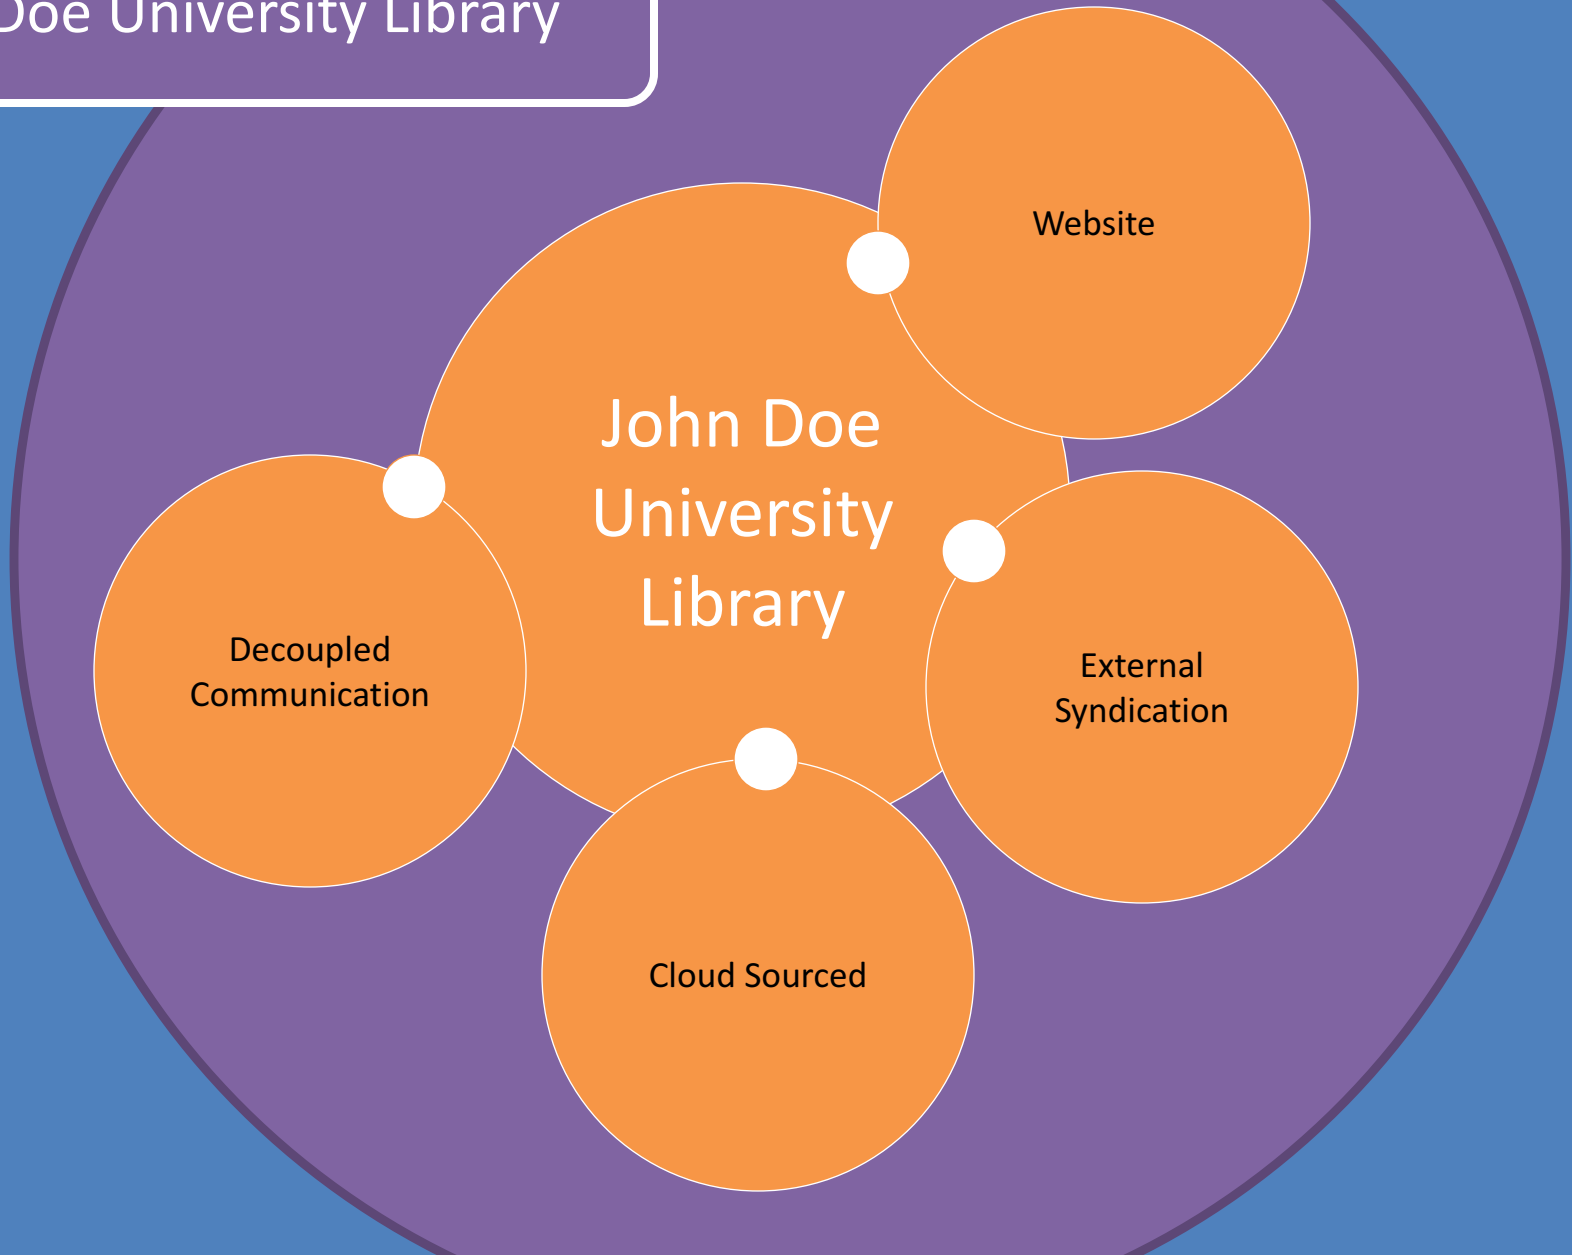 Doe University Library
Website
John Doe
University
Library
Decoupled
Communication
External
Syndication
Cloud Sourced